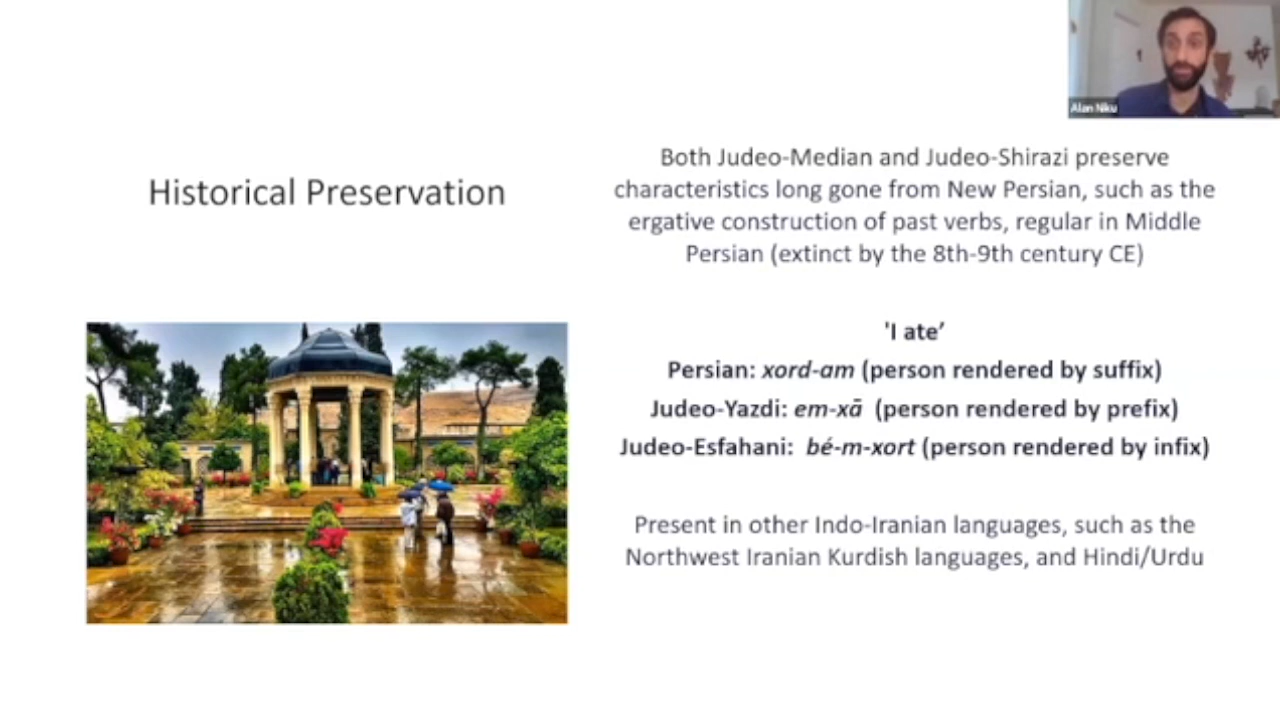 Alan Niku
Historical Preservation
Both Judeo-Median and Judeo-Shirazi preserve
characteristics long gone from New Persian, such as the
ergative construction of past verbs, regular in Middle
Persian (extinct by the 8th-9th century CE)
'I ate’
Persian: xord-am (person rendered by suffix)
Judeo-Yazdi: em-xā (person rendered by prefix)
Judeo-Esfahani: bé-m-xort (person rendered by infix)
Present in other Indo-Iranian languages, such as the
Northwest Iranian Kurdish languages, and Hindi/Urdu